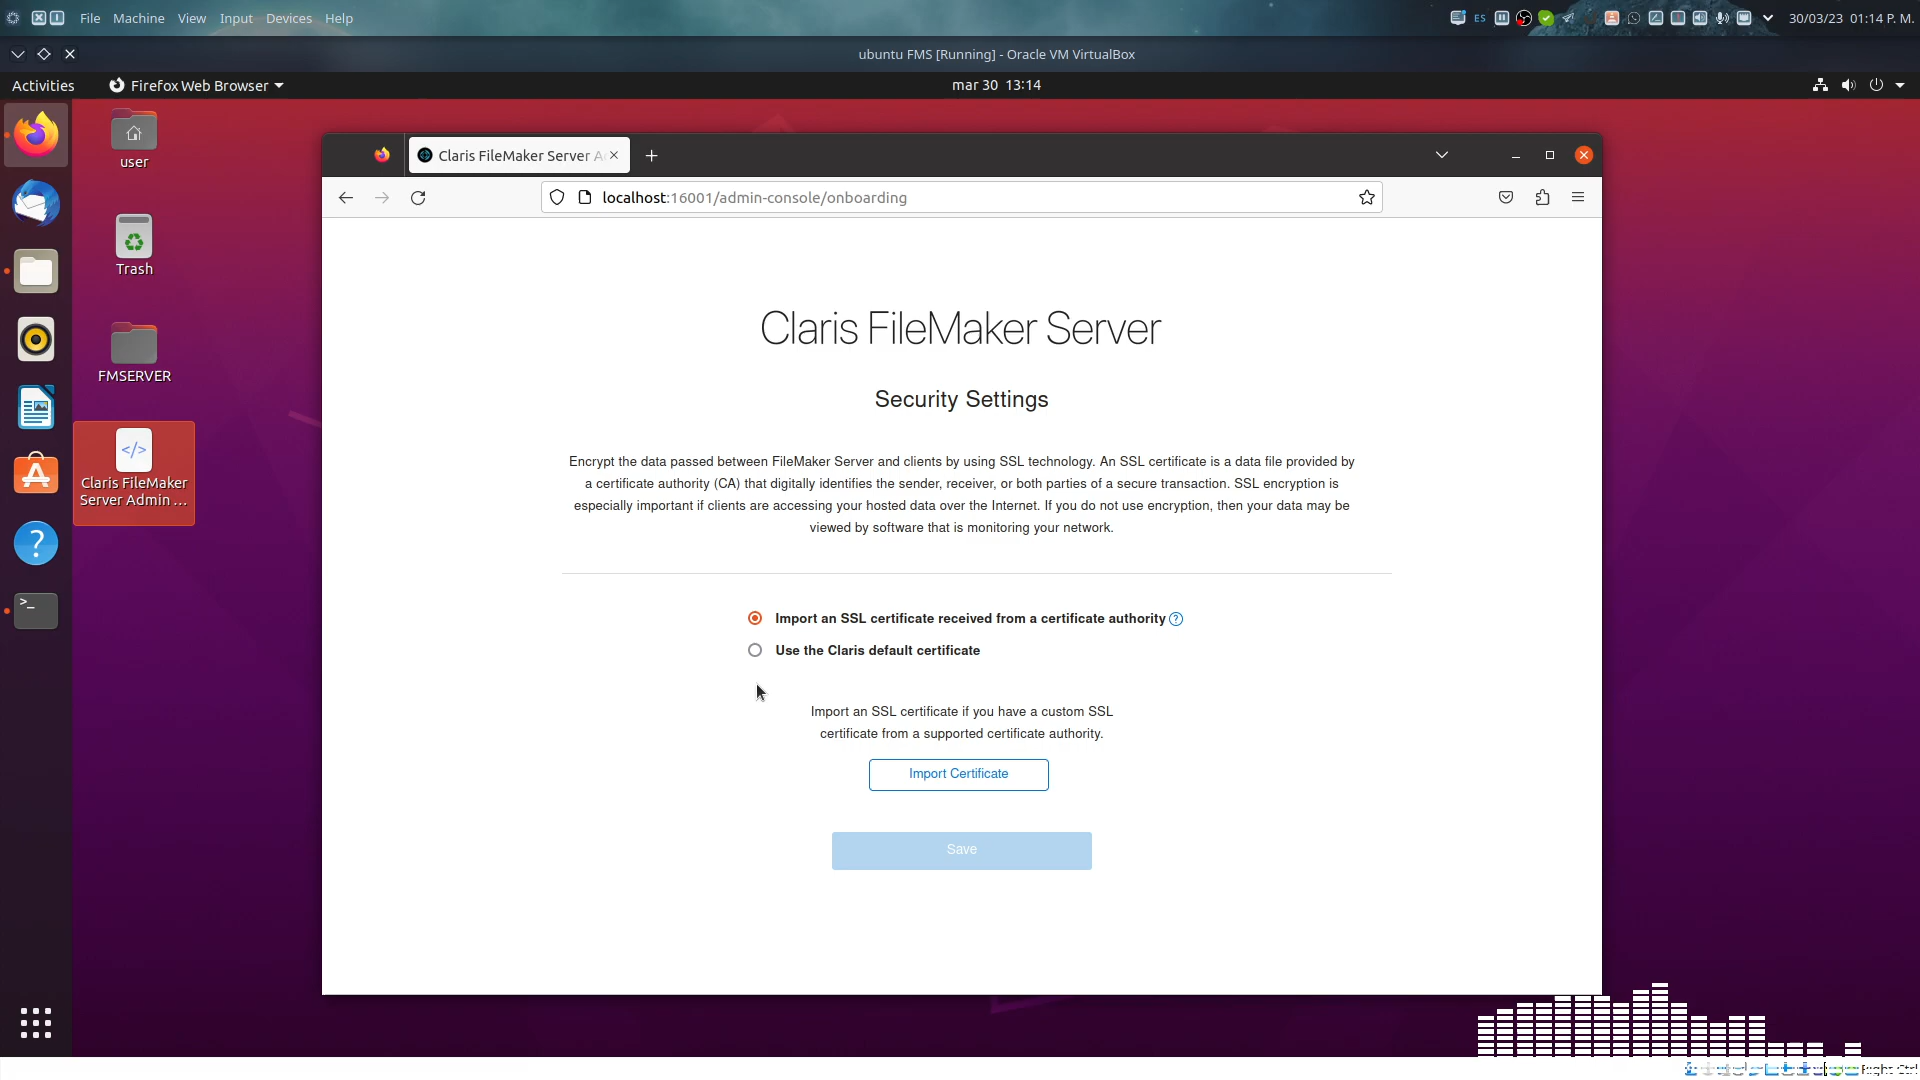 File Machine View Input Devices Help
ES
30/03/23 01:14 P. M.
ubuntu FMS [Running] - Oracle VM VirtualBox
Activities
Firefox Web Browser
mar 30 13:14
user
Trash
FMSERVER
Claris FileMaker
Server Admin ...
Claris FileMaker Server A
localhost:16001/admin-console/onboarding
Claris FileMaker Server
Security Settings
Encrypt the data passed between FileMaker Server and clients by using SSL technology. An SSL certificate is a data file provided by
a certificate authority (CA) that digitally identifies the sender, receiver, or both parties of a secure transaction. SSL encryption is
especially important if clients are accessing your hosted data over the Internet. If you do not use encryption, then your data may be
viewed by software that is monitoring your network.
Import an SSL certificate received from a certificate authority ?
Use the Claris default certificate
Import an SSL certificate if you have a custom SSL
certificate from a supported certificate authority.
Import Certificate
Save
Right Ctrl